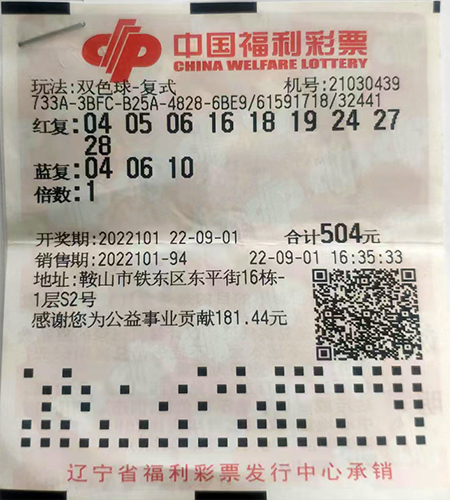 中国福利彩票
CHINA WELFARE LOTTERY
玩法:双色球-复式 机号:21030439
733A-3BFC-B25A-4828-6BE9/61591718/32441
红复:04 05 06 16 18 19 24 27
28
蓝复:04 06 10
倍数:1
开奖期:2022101 22-09-01 合计504元
销售期:2022101-94 22-09-01 16:35:33
地址:鞍山市铁东区东平街16栋-
1层S2号
感谢您为公益事业贡献181.44元
辽宁省福利彩票发行中心承销